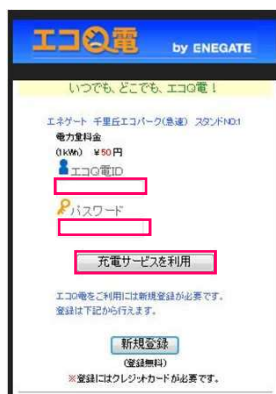 エコQ電 by ENEGATE
いつでも、どこでも、エコQ電！
エネゲート 千里丘エコパーク(急速) スタンドNO.1
電力量料金
(1kWh) ¥50円
エコQ電ID
パスワード
充電サービスを利用
エコQ電をご利用には新規登録が必要です。
登録は下記から行えます。
新規登録
(登録無料)
※登録にはクレジットカードが必要です。